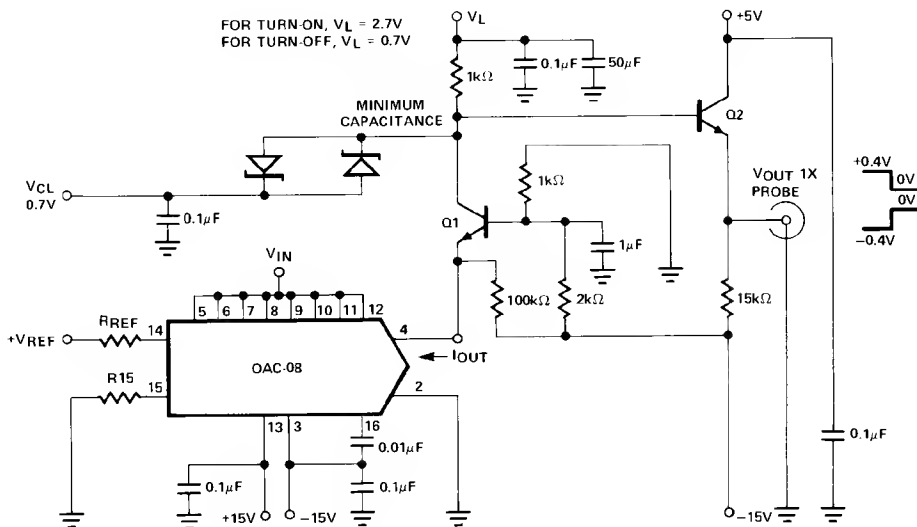 FOR TURN-ON, VL = 2.7V
FOR TURN-OFF, VL = 0.7V
VL
+5V
0.1μF
50μF
1kΩ
MINIMUM
CAPACITANCE
Q2
VCL
0.7V
0.1μF
1kΩ
VOUT 1X
PROBE
+0.4V
0V
0V
-0.4V
Q1
1μF
VIN
100kΩ
2kΩ
15kΩ
5 6 7 8 9 10 11 12
+VREF
RREF
14
4
IOUT
OAC-08
R15
15
2
13 3 16
0.01μF
0.1μF
0.1μF
0.1μF
+15V
-15V
-15V